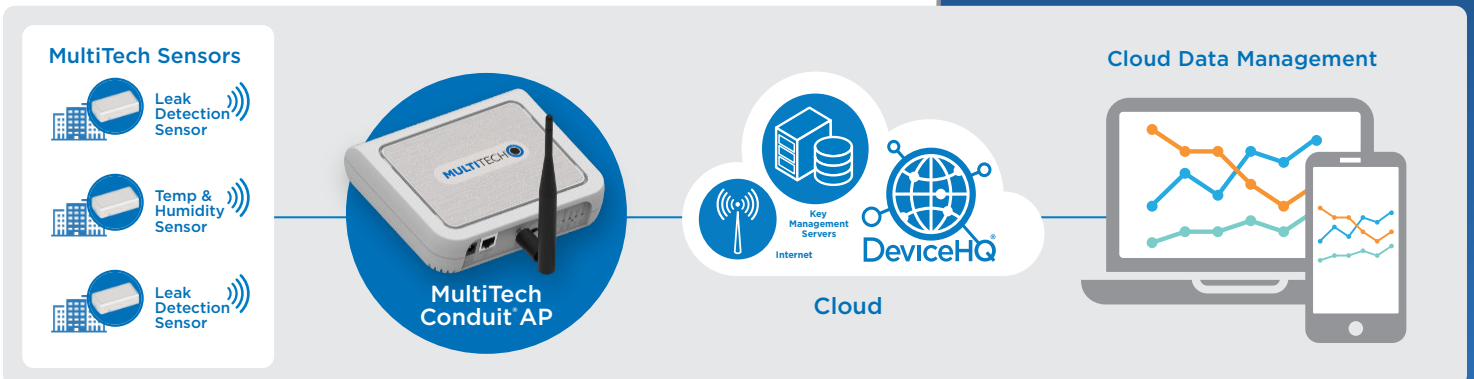 MultiTech Sensors
Leak
Detection
Sensor
Temp &
Humidity
Sensor
Leak
Detection
Sensor
MULTITECH
MultiTech
Conduit® AP
Internet
Key
Management
Servers
DeviceHQ®
Cloud
Cloud Data Management